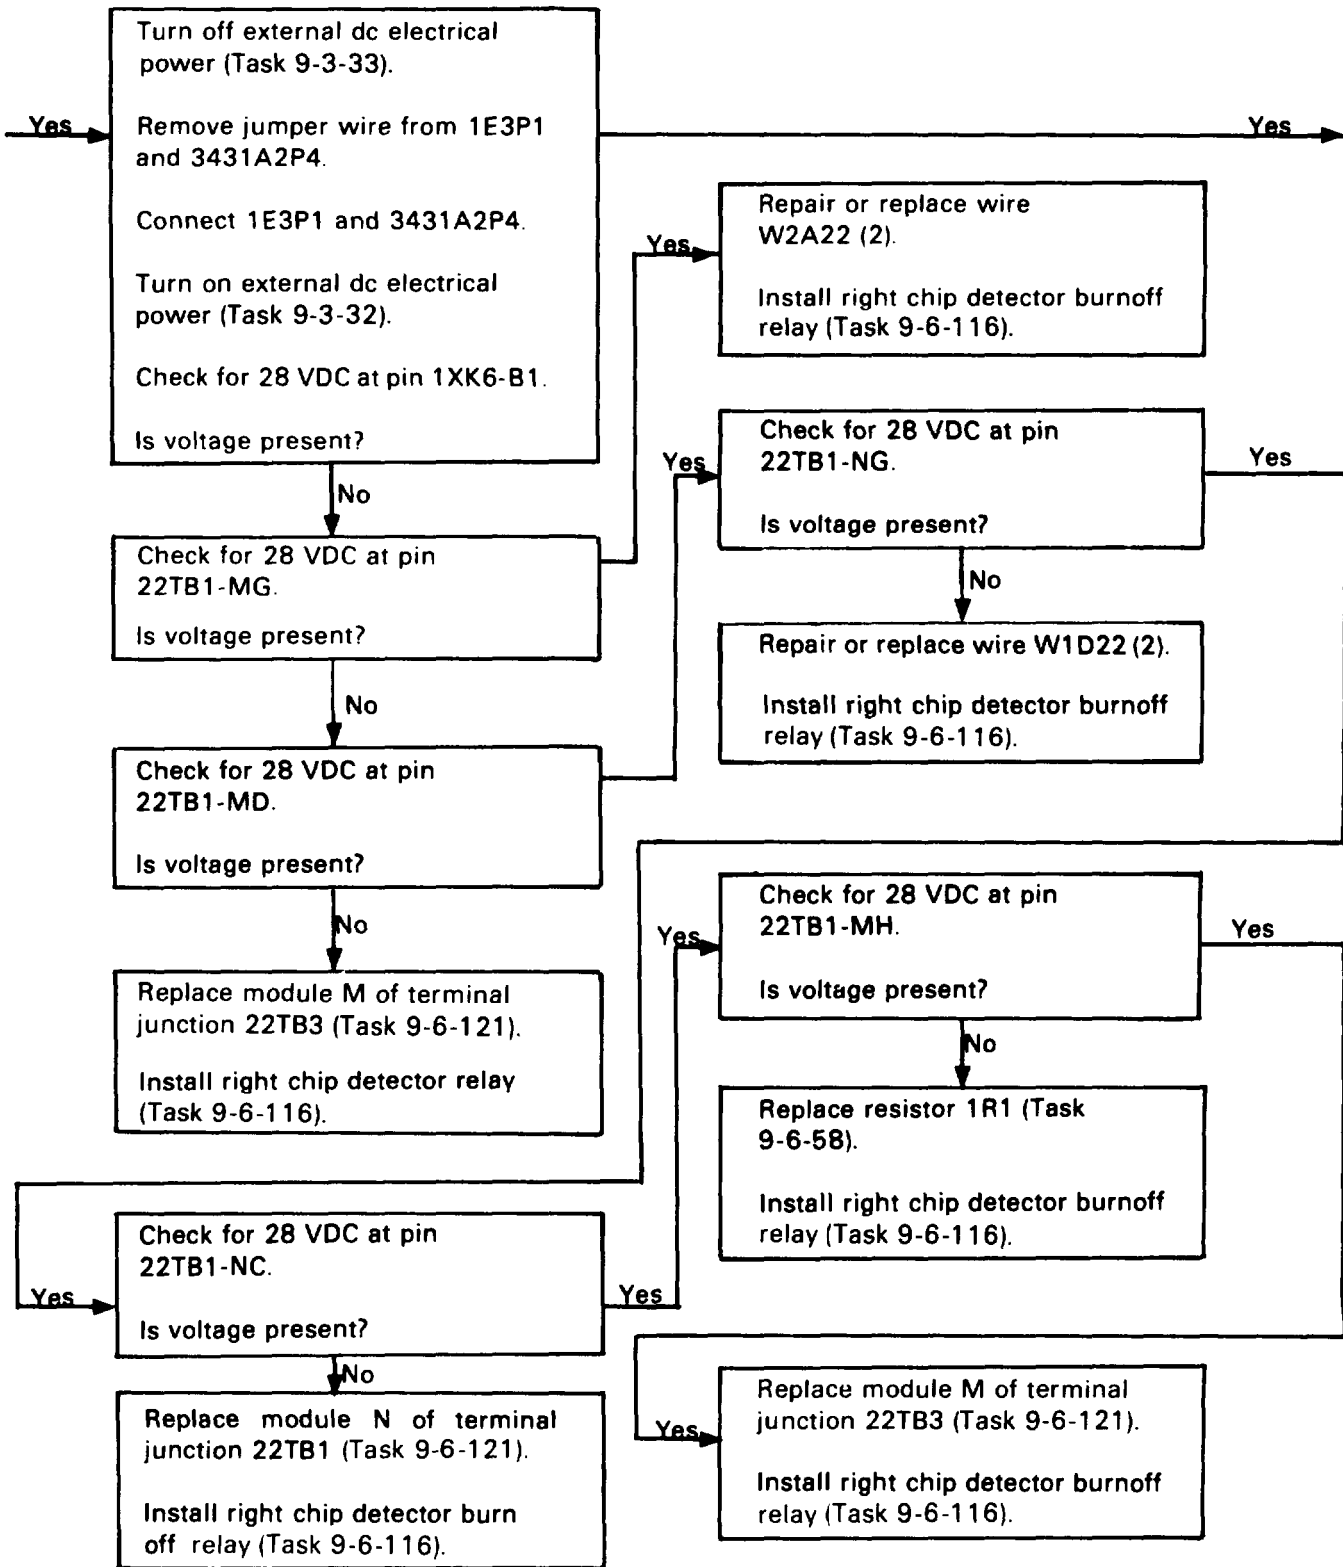 Turn off external dc electrical
power (Task 9-3-33).
Yes
Remove jumper wire from 1E3P1
and 3431A2P4.
Yes
Connect 1E3P1 and 3431A2P4.
Turn on external dc electrical
power (Task 9-3-32).
Check for 28 VDC at pin 1XK6-B1.
Is voltage present?
Yes
Repair or replace wire
W2A22 (2).
Install right chip detector burnoff
relay (Task 9-6-116).
No
Check for 28 VDC at pin
22TB1-MG.
Is voltage present?
Yes
Check for 28 VDC at pin
22TB1-NG.
Is voltage present?
Yes
No
Repair or replace wire W1D22 (2).
Install right chip detector burnoff
relay (Task 9-6-116).
No
Check for 28 VDC at pin
22TB1-MD.
Is voltage present?
No
Replace module M of terminal
junction 22TB3 (Task 9-6-121).
Install right chip detector relay
(Task 9-6-116).
Yes
Check for 28 VDC at pin
22TB1-MH.
Is voltage present?
Yes
No
Replace resistor 1R1 (Task
9-6-58).
Install right chip detector burnoff
relay (Task 9-6-116).
Yes
Check for 28 VDC at pin
22TB1-NC.
Is voltage present?
Yes
No
Replace module N of terminal
junction 22TB1 (Task 9-6-121).
Install right chip detector burn
off relay (Task 9-6-116).
Yes
Replace module M of terminal
junction 22TB3 (Task 9-6-121).
Install right chip detector burnoff
relay (Task 9-6-116).